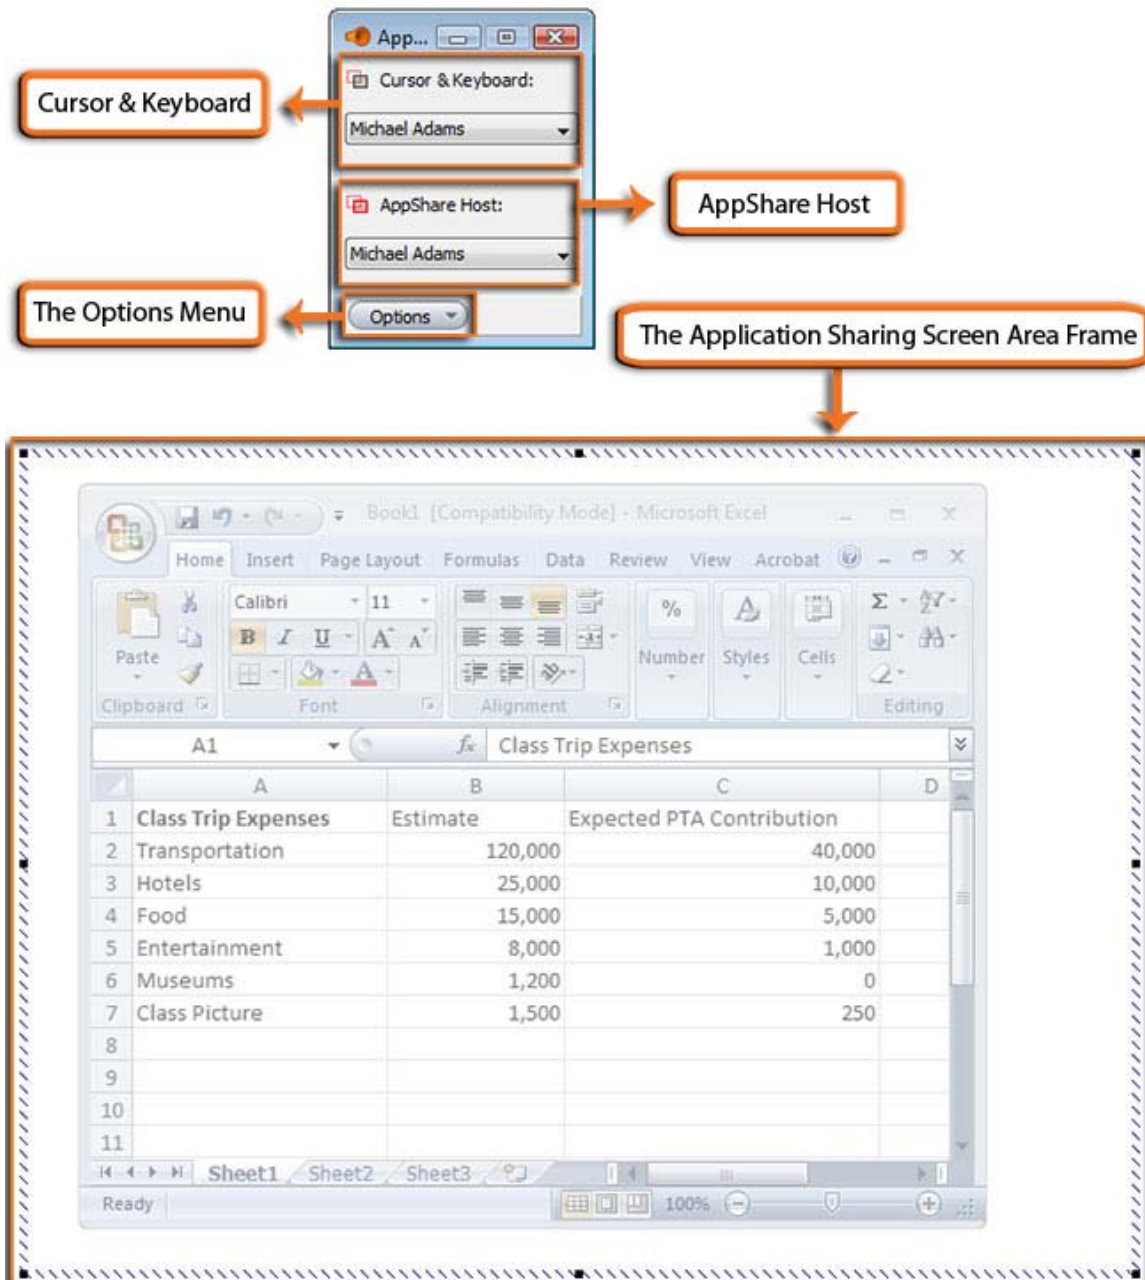 App...
Cursor & Keyboard:
Cursor & Keyboard
Michael Adams
AppShare Host:
AppShare Host
Michael Adams
The Options Menu
Options
The Application Sharing Screen Area Frame
Book1 [Compatibility Mode] - Microsoft Excel
Home Insert Page Layout Formulas Data Review View Acrobat
Calibri 11 Σ A Z
B I U A A
% A
Paste Number Styles Cells
A
Clipboard Font Alignment Editing
A1 fx Class Trip Expenses
A B C D
1 Class Trip Expenses Estimate Expected PTA Contribution
2 Transportation 120,000 40,000
3 Hotels 25,000 10,000
4 Food 15,000 5,000
5 Entertainment 8,000 1,000
6 Museums 1,200 0
7 Class Picture 1,500 250
8
9
10
11
Sheet1 Sheet2 Sheet3
Ready 100%